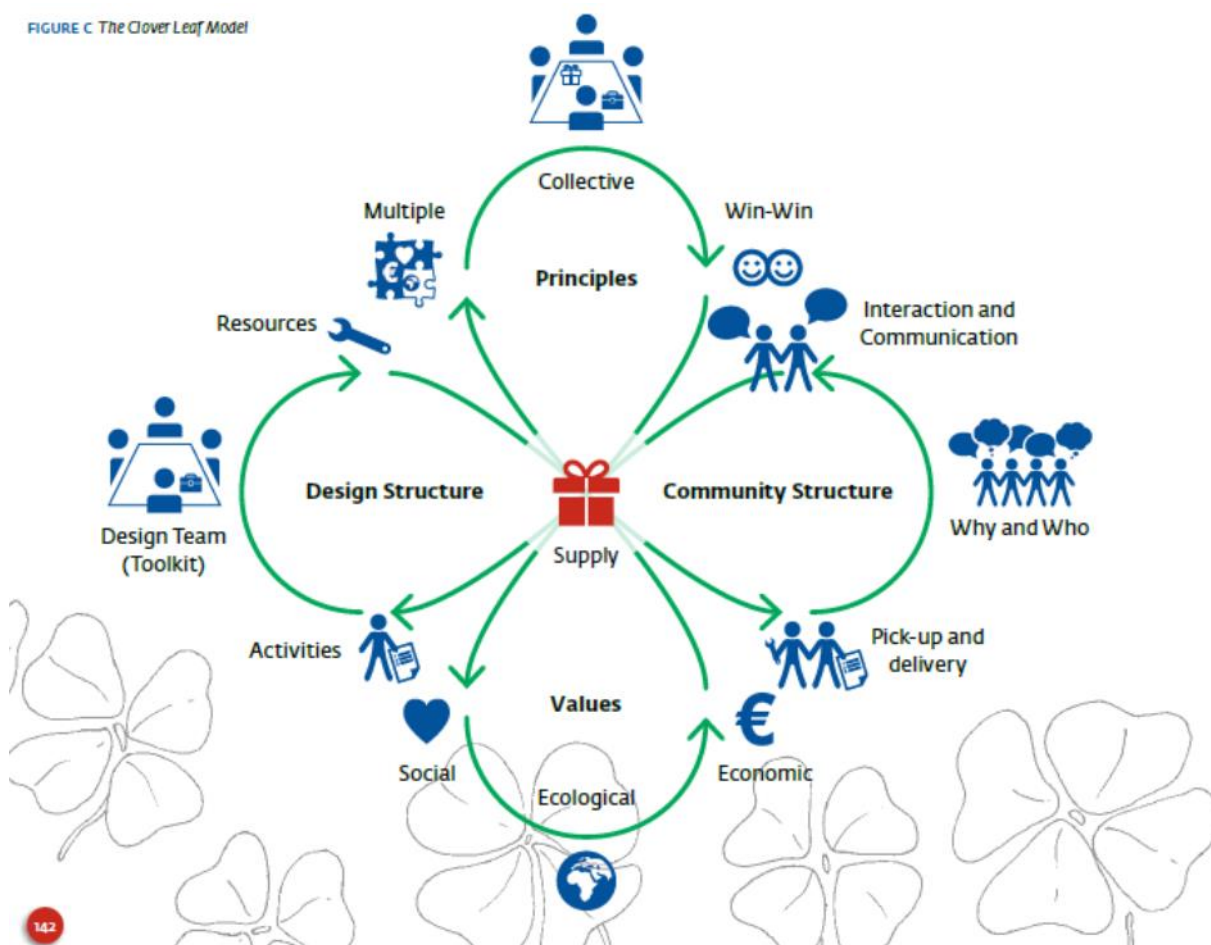 FIGURE C The Clover Leaf Model
Collective
Multiple
Win-Win
Principles
Resources
Interaction and
Communication
Design Structure
Community Structure
Design Team
(Toolkit)
Why and Who
Supply
Activities
Pick-up and
delivery
Values
€
Social
Economic
Ecological
142